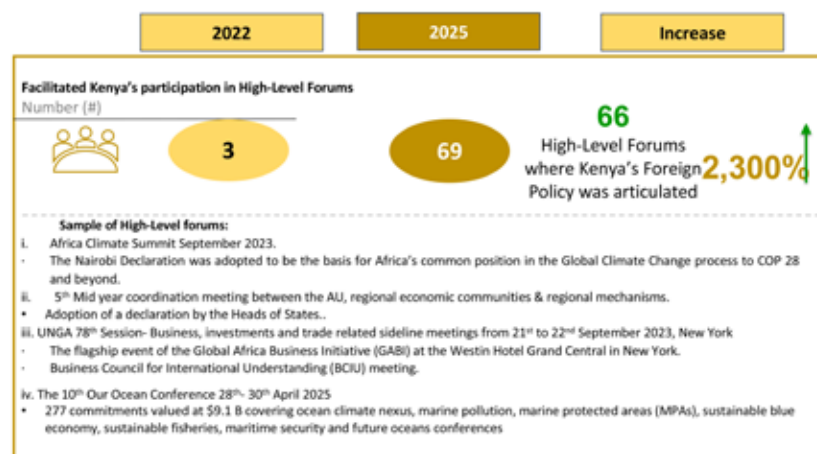 2022 2025 Increase
Facilitated Kenya's participation in High-Level Forums
Number (#)
3 69
66
High-Level Forums
where Kenya's Foreign
Policy was articulated
2,300%
Sample of High-Level forums:
i. Africa Climate Summit September 2023.
· The Nairobi Declaration was adopted to be the basis for Africa's common position in the Global Climate Change process to COP 28
and beyond.
ii. 5th Mid year coordination meeting between the AU, regional economic communities & regional mechanisms.
• Adoption of a declaration by the Heads of States..
iii. UNGA 78th Session- Business, investments and trade related sideline meetings from 21st to 22nd September 2023, New York
· The flagship event of the Global Africa Business Initiative (GABI) at the Westin Hotel Grand Central in New York.
· Business Council for International Understanding (BCIU) meeting.
iv. The 10th Our Ocean Conference 28th- 30th April 2025
• 277 commitments valued at $9.1 B covering ocean climate nexus, marine pollution, marine protected areas (MPAs), sustainable blue
economy, sustainable fisheries, maritime security and future oceans conferences